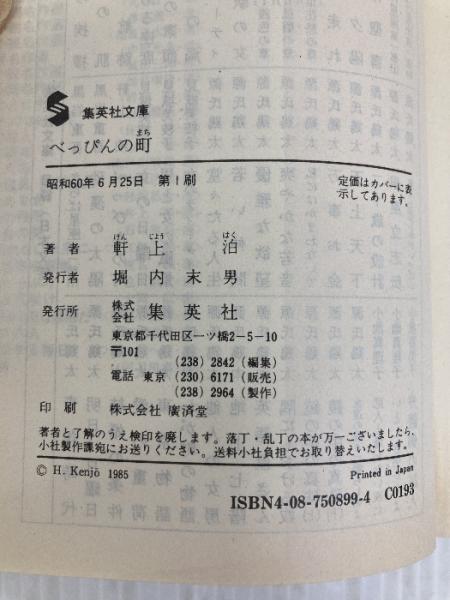 集英社文庫
べっぴんの町
まち
昭和60年6月25日 第1刷
定価はカバーに表
示してあります。
著者 軒上泊
げん じょう はく
発行者 堀内末男
発行所 株式会社 集英社
東京都千代田区一ツ橋2-5-10
〒101
(238) 2842 (編集)
電話 東京 (230) 6171 (販売)
(238) 2964 (製作)
印刷 株式会社 廣済堂
著者と了解のうえ検印を廃します。落丁・乱丁の本が万一ございましたら、
小社製作課宛にお送りください。送料小社負担でお取り替えいたします。
© H. Kenjō 1985
Printed in Japan
ISBN4-08-750899-4 C0193